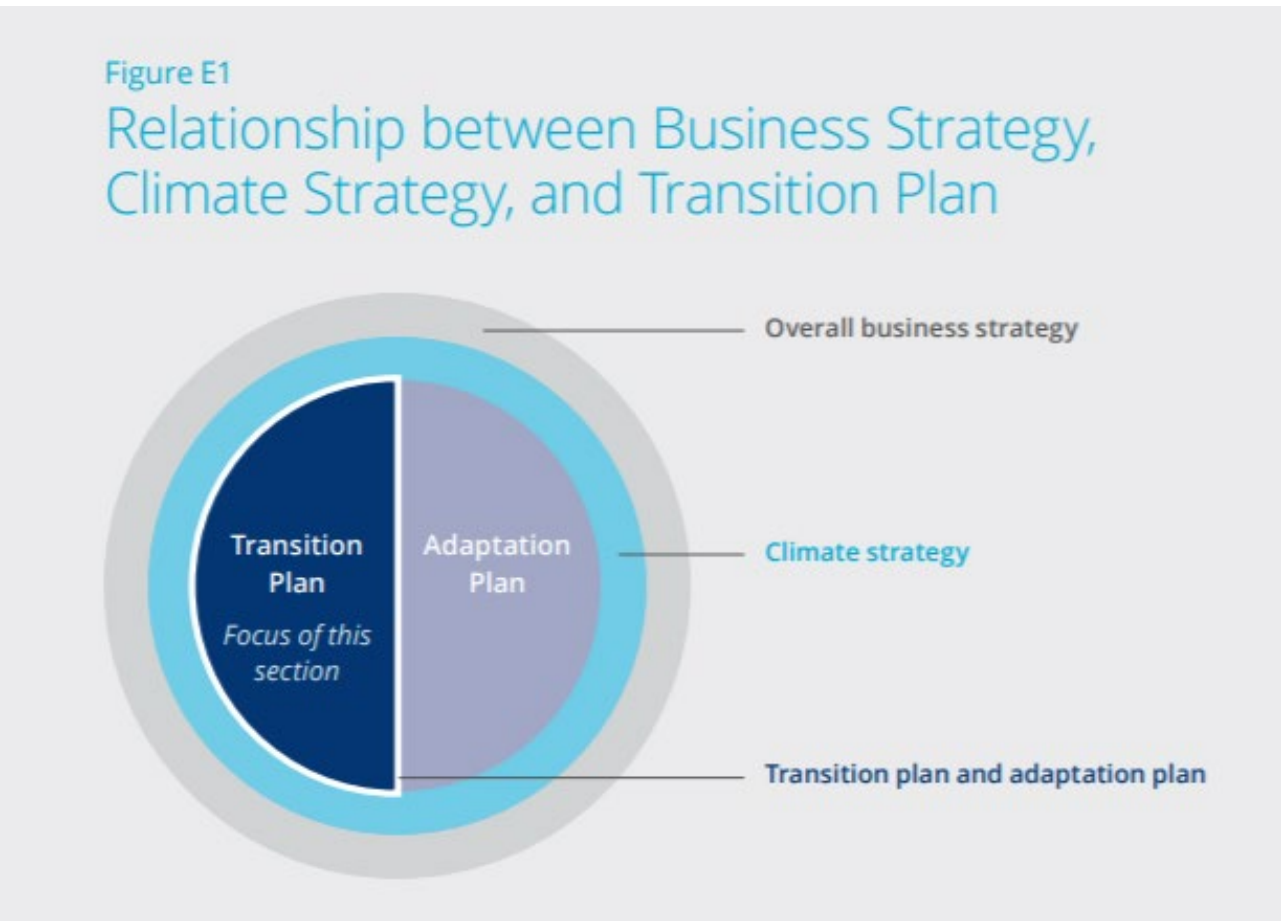 Figure E1
Relationship between Business Strategy,
Climate Strategy, and Transition Plan
Overall business strategy
Transition
Plan
Focus of this
section
Adaptation
Plan
Climate strategy
Transition plan and adaptation plan